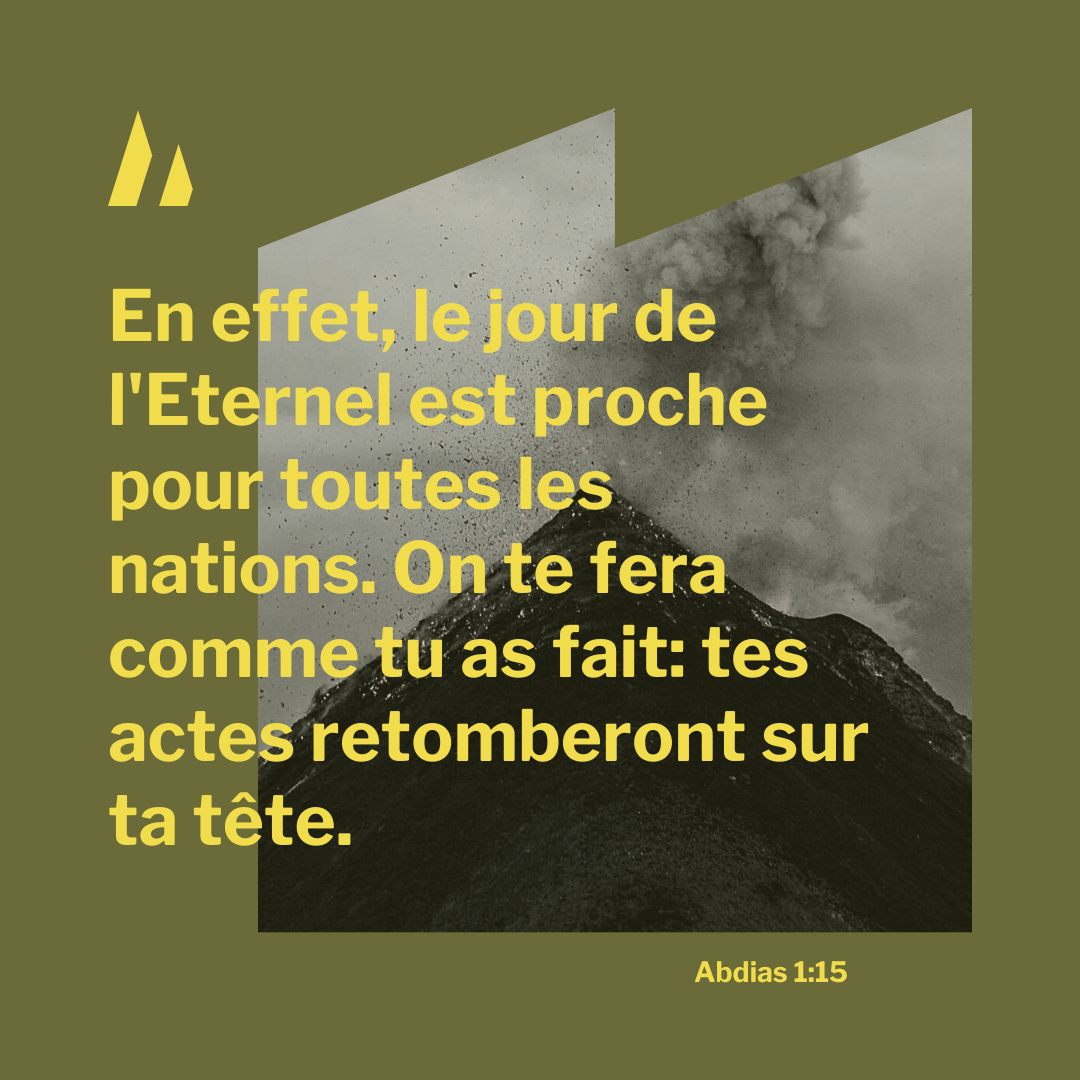 En effet, le jour de
l'Eternel est proche
pour toutes les
nations. On te fera
comme tu as fait: tes
actes retomberont sur
ta tête.
Abdias 1:15